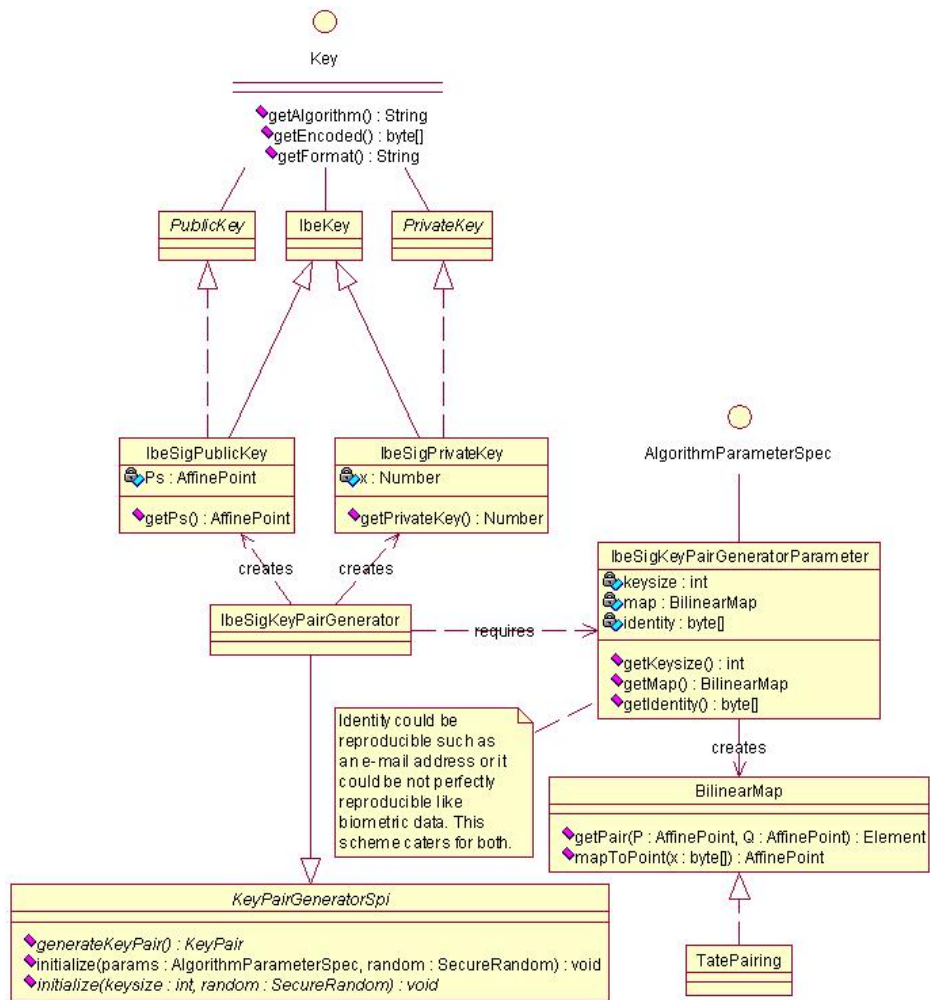 Key
getAlgorithm() : String
getEncoded() : byte[]
getFormat() : String
PublicKey
IbeKey
PrivateKey
IbeSigPublicKey
Ps : AffinePoint
getPs() : AffinePoint
IbeSigPrivateKey
x : Number
getPrivateKey() : Number
AlgorithmParameterSpec
creates
creates
IbeSigKeyPairGenerator
requires
IbeSigKeyPairGeneratorParameter
keysize : int
map : BilinearMap
identity : byte[]
getKeysize() : int
getMap() : BilinearMap
getIdentity() : byte[]
Identity could be
reproducible such as
an e-mail address or it
could be not perfectly
reproducible like
biometric data. This
scheme caters for both.
creates
BilinearMap
getPair(P : AffinePoint, Q : AffinePoint) : Element
mapToPoint(x : byte[]) : AffinePoint
TatePairing
KeyPairGeneratorSpi
generateKeyPair() : KeyPair
initialize(params : AlgorithmParameterSpec, random : SecureRandom) : void
initialize(keysize : int, random : SecureRandom) : void